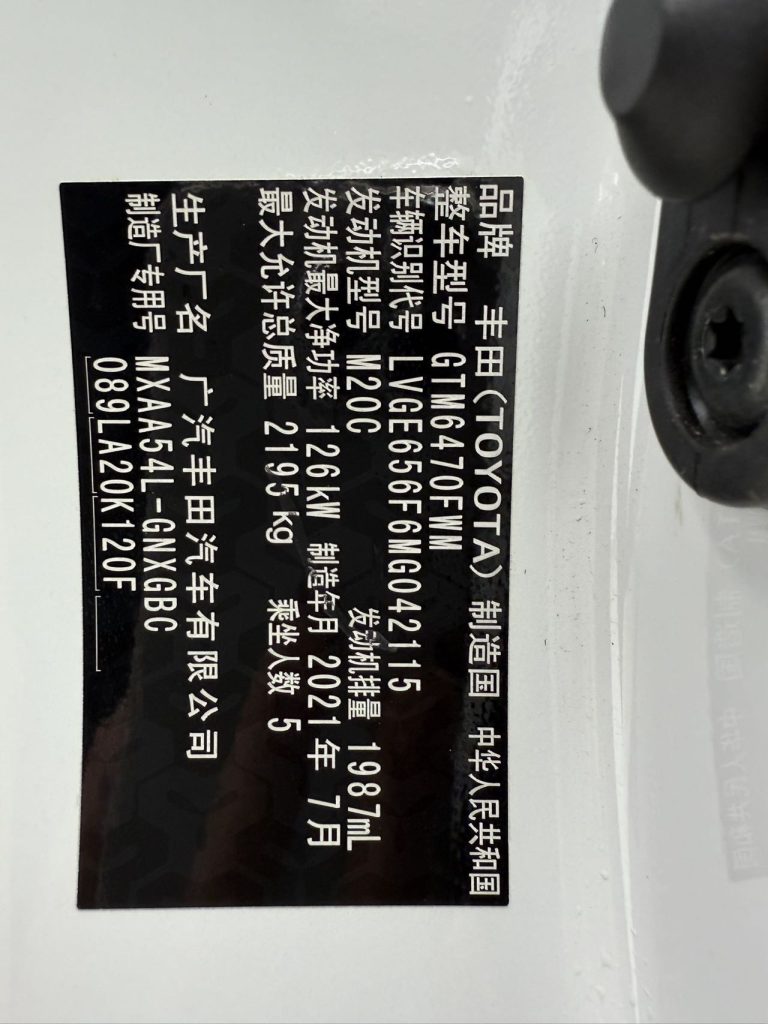 品牌 丰田(TOYOTA) 制造国 中华人民共和国
整车型号 GTM6470FWM
车辆识别代号 LVGE656F6MG042115
发动机型号 M20C 发动机排量 1987mL
发动机最大净功率 126kW 制造年月 2021年 7月
最大允许总质量 2195kg 乘坐人数 5
生产厂名 广汽丰田汽车有限公司
制造厂专用号 MXAA54L-GNXGBC
089LA20K120F